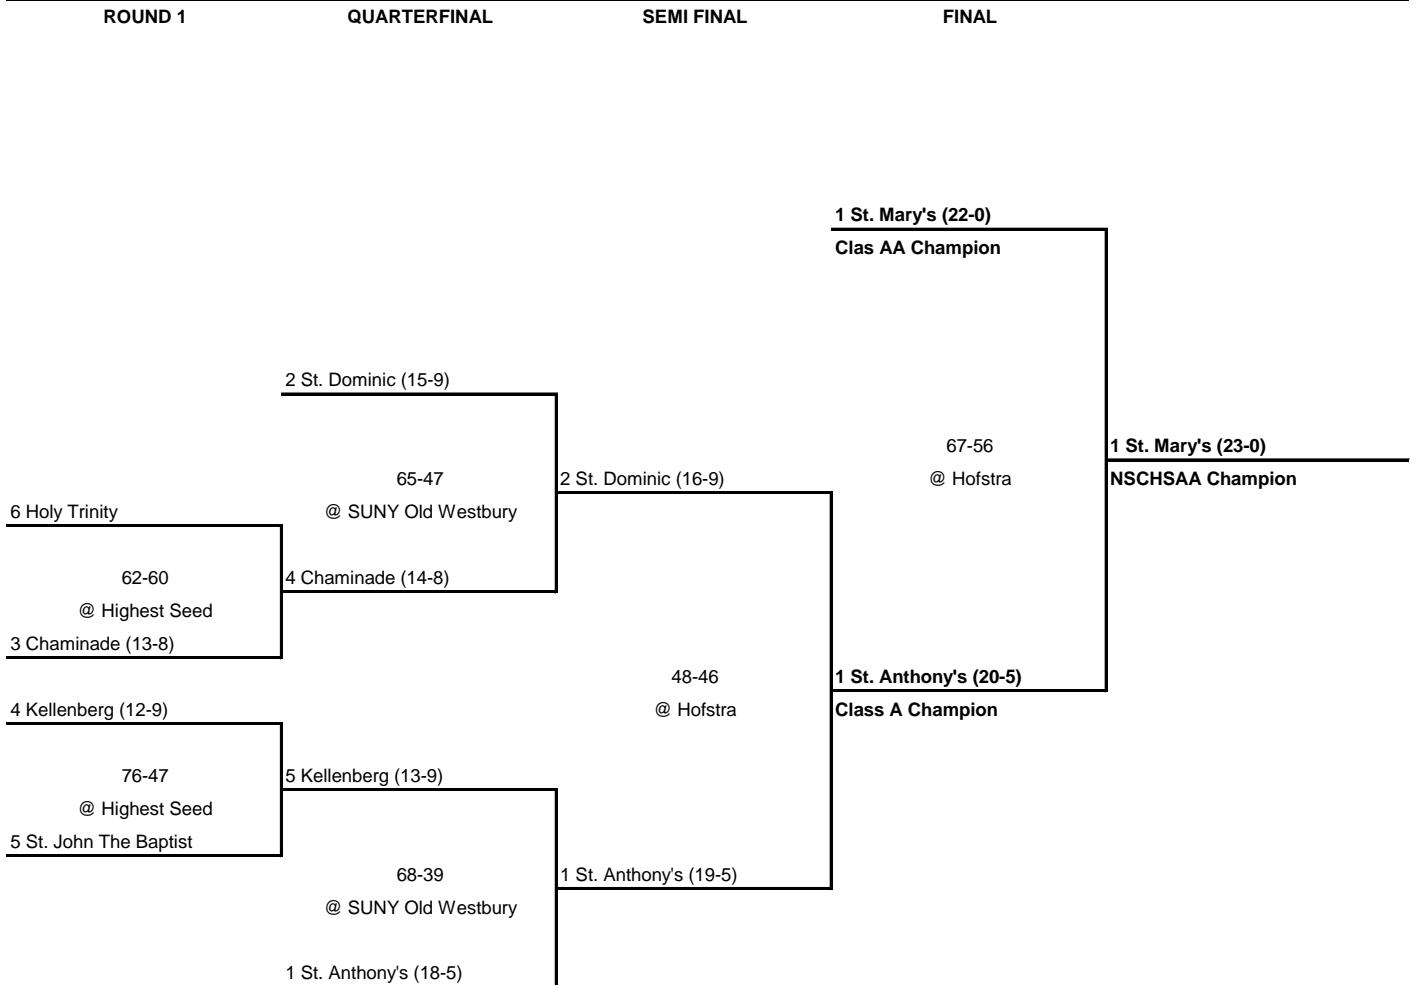 ROUND 1 QUARTERFINAL SEMI FINAL FINAL
1 St. Mary's (22-0)
Clas AA Champion
2 St. Dominic (15-9)
67-56 1 St. Mary's (23-0)
65-47 2 St. Dominic (16-9) @ Hofstra NSCHSAA Champion
6 Holy Trinity @ SUNY Old Westbury
62-60 4 Chaminade (14-8)
@ Highest Seed
3 Chaminade (13-8)
48-46 1 St. Anthony's (20-5)
4 Kellenberg (12-9) @ Hofstra Class A Champion
76-47 5 Kellenberg (13-9)
@ Highest Seed
5 St. John The Baptist
68-39 1 St. Anthony's (19-5)
@ SUNY Old Westbury
1 St. Anthony's (18-5)